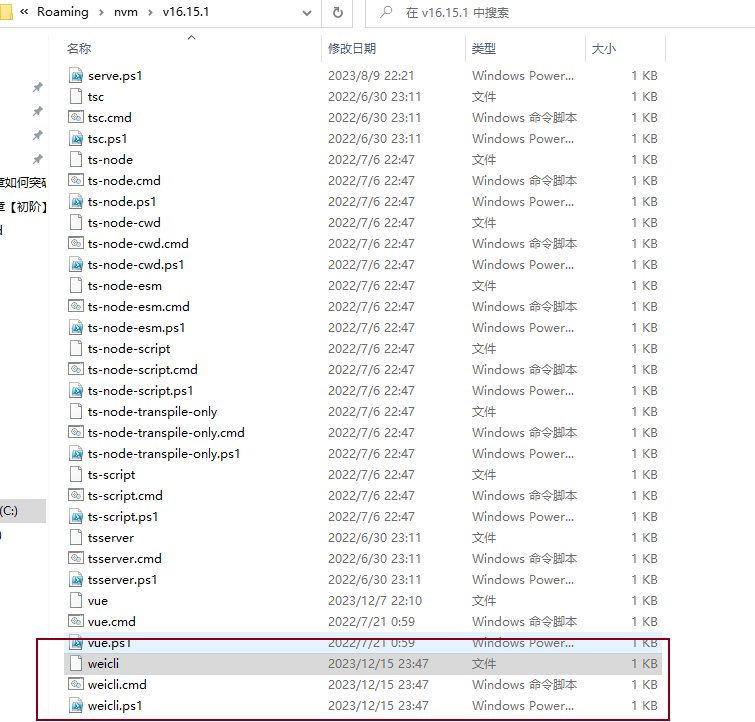 « Roaming › nvm › v16.15.1 在 v16.15.1 中搜索
名称 修改日期 类型 大小
serve.ps1 2023/8/9 22:21 Windows Power... 1 KB
tsc 2022/6/30 23:11 文件 1 KB
tsc.cmd 2022/6/30 23:11 Windows 命令脚本 1 KB
tsc.ps1 2022/6/30 23:11 Windows Power... 1 KB
ts-node 2022/7/6 22:47 文件 1 KB
ts-node.cmd 2022/7/6 22:47 Windows 命令脚本 1 KB
章如何突破 ts-node.ps1 2022/7/6 22:47 Windows Power... 1 KB
章【初阶】 ts-node-cwd 2022/7/6 22:47 文件 1 KB
ts-node-cwd.cmd 2022/7/6 22:47 Windows 命令脚本 1 KB
ts-node-cwd.ps1 2022/7/6 22:47 Windows Power... 1 KB
ts-node-esm 2022/7/6 22:47 文件 1 KB
ts-node-esm.cmd 2022/7/6 22:47 Windows 命令脚本 1 KB
ts-node-esm.ps1 2022/7/6 22:47 Windows Power... 1 KB
ts-node-script 2022/7/6 22:47 文件 1 KB
ts-node-script.cmd 2022/7/6 22:47 Windows 命令脚本 1 KB
ts-node-script.ps1 2022/7/6 22:47 Windows Power... 1 KB
ts-node-transpile-only 2022/7/6 22:47 文件 1 KB
ts-node-transpile-only.cmd 2022/7/6 22:47 Windows 命令脚本 1 KB
ts-node-transpile-only.ps1 2022/7/6 22:47 Windows Power... 1 KB
ts-script 2022/7/6 22:47 文件 1 KB
ts-script.cmd 2022/7/6 22:47 Windows 命令脚本 1 KB
(C:) ts-script.ps1 2022/7/6 22:47 Windows Power... 1 KB
tsserver 2022/6/30 23:11 文件 1 KB
tsserver.cmd 2022/6/30 23:11 Windows 命令脚本 1 KB
tsserver.ps1 2022/6/30 23:11 Windows Power... 1 KB
vue 2023/12/7 22:10 文件 1 KB
vue.cmd 2022/7/21 0:59 Windows 命令脚本 1 KB
vue.ps1 2022/7/21 0:59 Windows Power... 1 KB
weicli 2023/12/15 23:47 文件 1 KB
weicli.cmd 2023/12/15 23:47 Windows 命令脚本 1 KB
weicli.ps1 2023/12/15 23:47 Windows Power... 1 KB